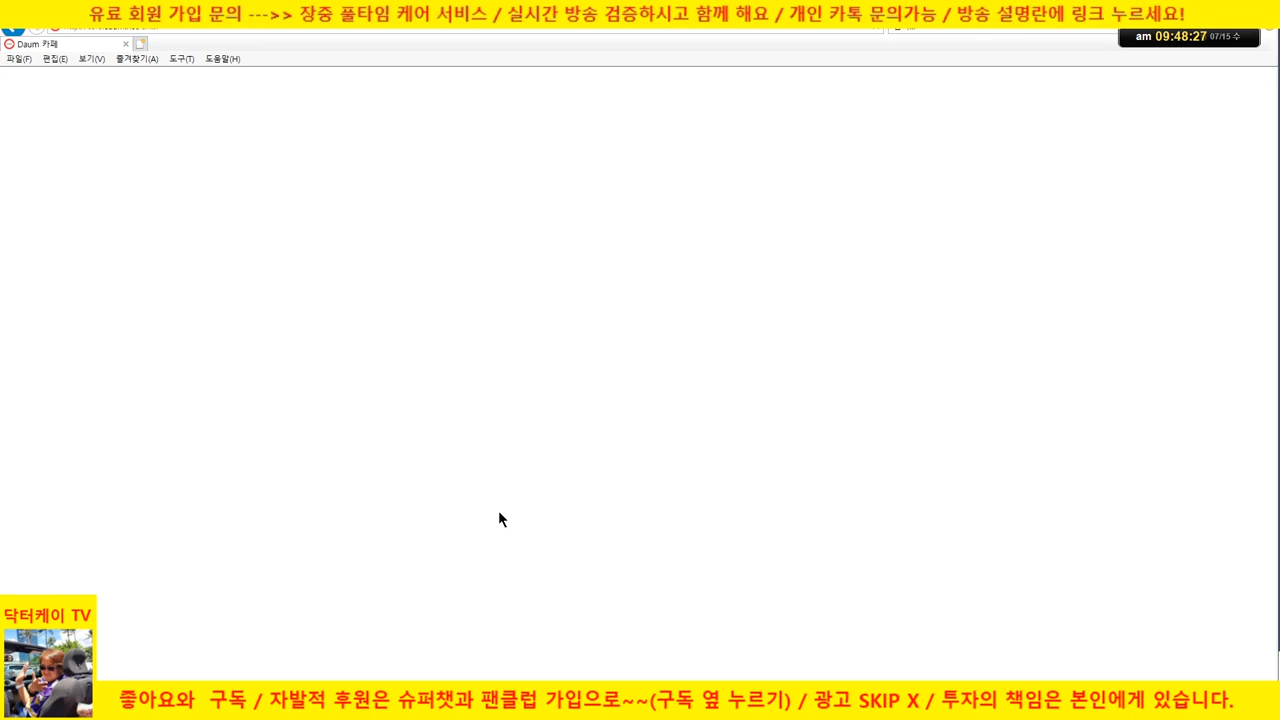 유료 회원 가입 문의 --->> 장중 풀타임 케어 서비스 / 실시간 방송 검증하시고 함께 해요 / 개인 카톡 문의가능 / 방송 설명란에 링크 누르세요!
am 09:48:27 07/15 수
Daum 카페
파일(F) 편집(E) 보기(V) 즐겨찾기(A) 도구(T) 도움말(H)
닥터케이 TV
좋아요와 구독 / 자발적 후원은 슈퍼챗과 팬클럽 가입으로~~(구독 옆 누르기) / 광고 SKIP X / 투자의 책임은 본인에게 있습니다.